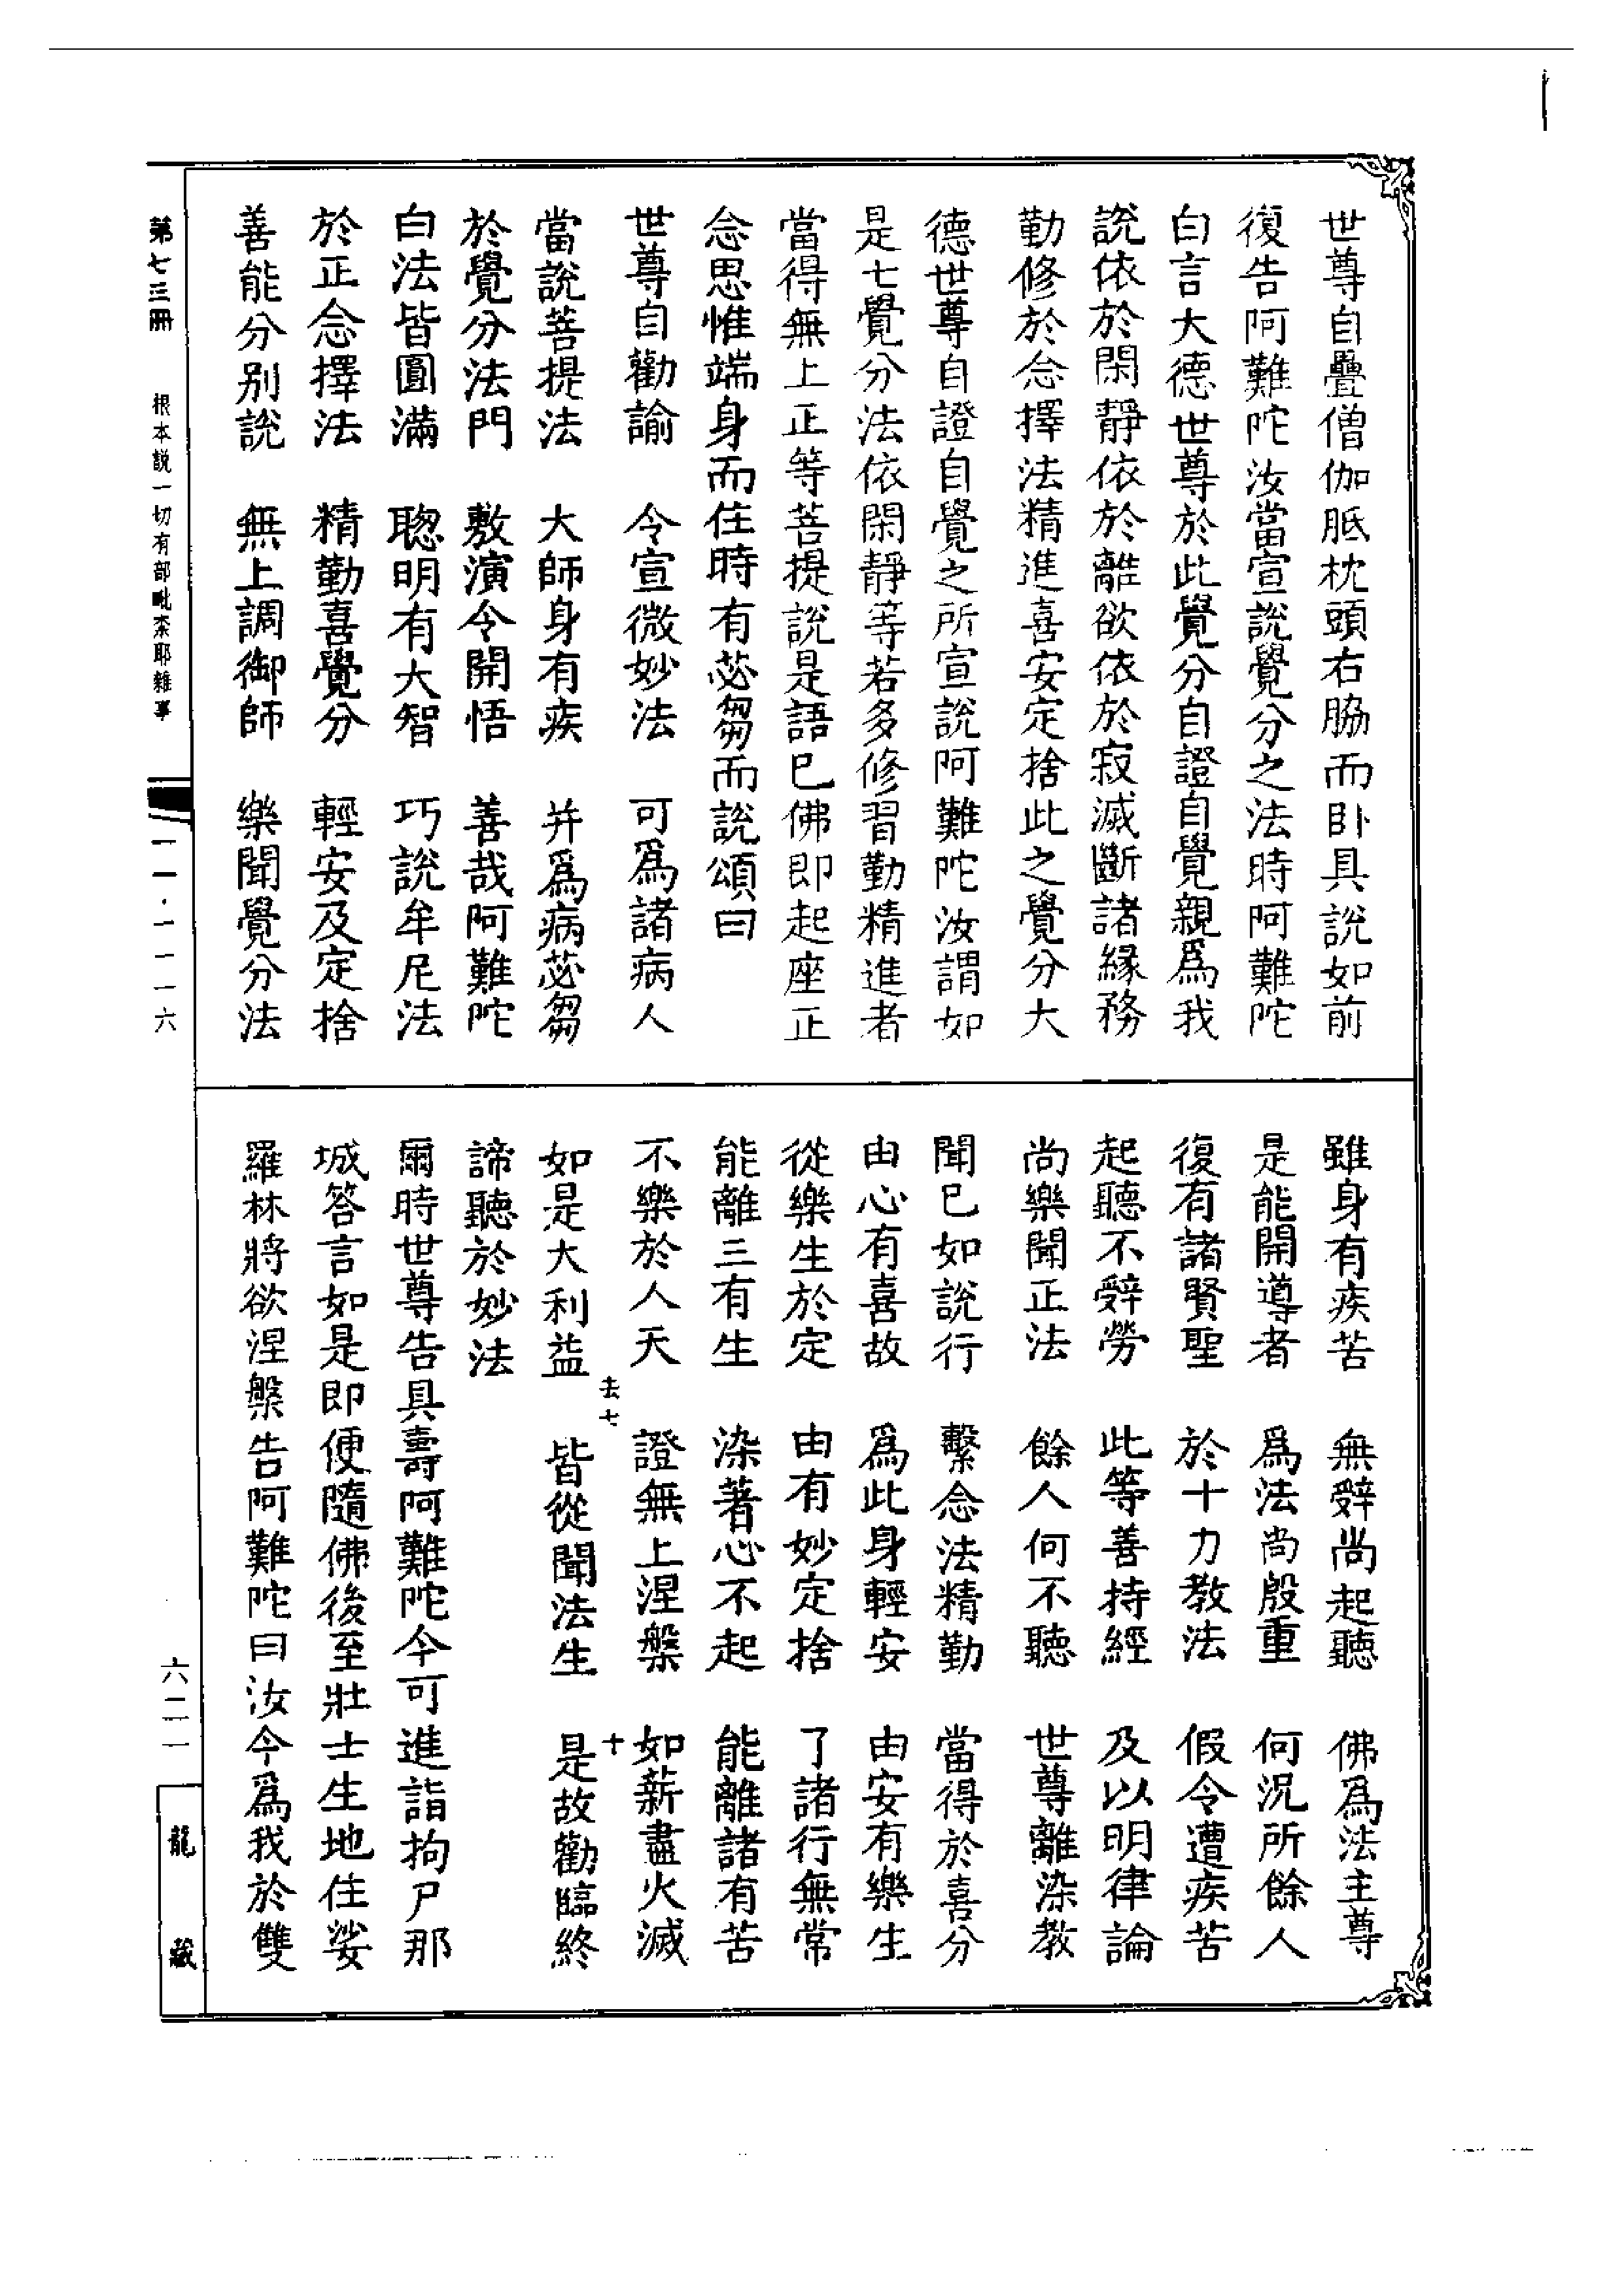 世尊自疊僧伽胝枕頭右脇而卧具說如前
復告阿難陀汝當宣說覺分之法時阿難陀
白言大德世尊於此覺分自證自覺親爲我
說依於閑靜依於離欲依於寂滅斷諸緣務
勤修於念擇法精進喜安定捨此之覺分大
德世尊自證自覺之所宣說阿難陀汝謂如
是七覺分法依閑靜等若多修習勤精進者
當得無上正等菩提說是語已佛即起座正
念思惟端身而住時有苾芻而說頌曰
世尊自勸諭　令宣微妙法　可爲諸病人
當說菩提法　大師身有疾　并爲病苾芻
於覺分法門　敷演令開悟　善哉阿難陀
白法皆圓滿　聰明有大智　巧說牟尼法
於正念擇法　精勤喜覺分　輕安及定捨
善能分别說　無上調御師　樂聞覺分法
雖身有疾苦　無辭尚起聽　佛爲法主尊
是能開導者　爲法尚殷重　何況所餘人
復有諸賢聖　於十力教法　假令遭疾苦
起聽不辭勞　此等善持經　及以明律論
尚樂聞正法　餘人何不聽　世尊離染教
聞已如說行　繫念法精勤　當得於喜分
由心有喜故　爲此身輕安　由安有樂生
從樂生於定　由有妙定捨　了諸行無常
能離三有生　染著心不起　能離諸有苦
不樂於人天　證無上涅槃　如薪盡火滅
去七　十
如是大利益　皆從聞法生　是故勸臨終
諦聽於妙法
爾時世尊告具壽阿難陀今可進詣拘尸那
城答言如是即便隨佛後至壯士生地住娑
羅林將欲涅槃告阿難陀曰汝今爲我於雙
第七三冊　根本說一切有部毗柰耶雜事　一一·一一一六　六二一　龍藏